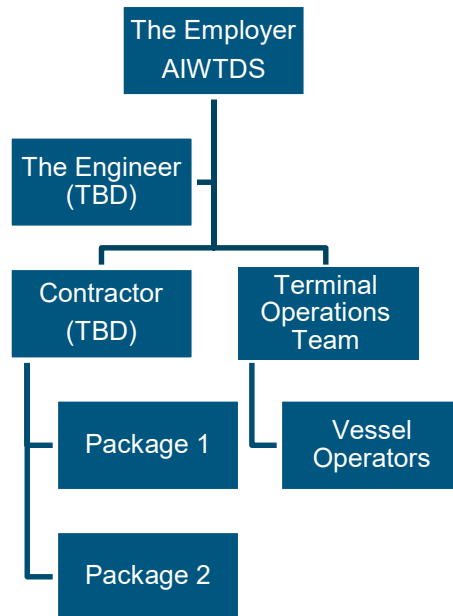 The Employer
AIWTDS
The Engineer
(TBD)
Contractor
(TBD)
Terminal
Operations
Team
Package 1
Vessel
Operators
Package 2